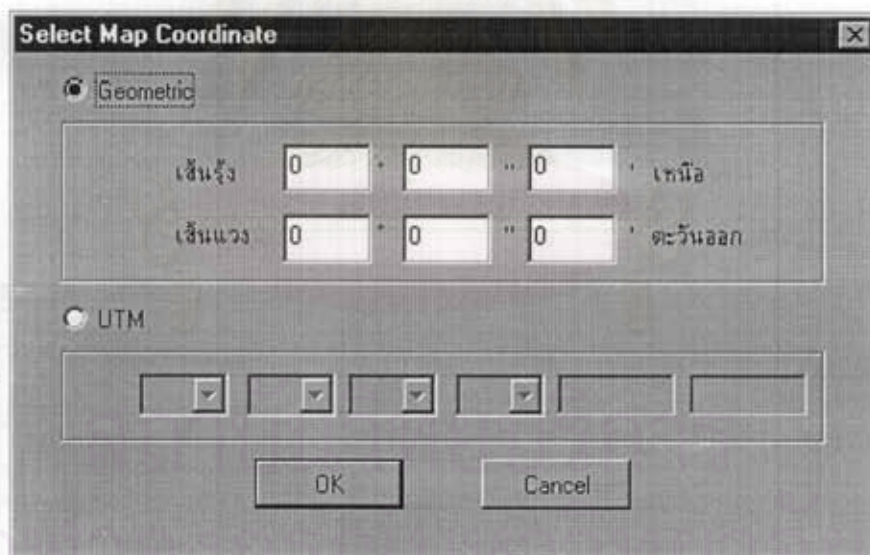 Select Map Coordinate
Geometric
เส้นรุ้ง 0 ° 0 " 0 ' เหนือ
เส้นแวง 0 ° 0 " 0 ' ตะวันออก
UTM
OK Cancel